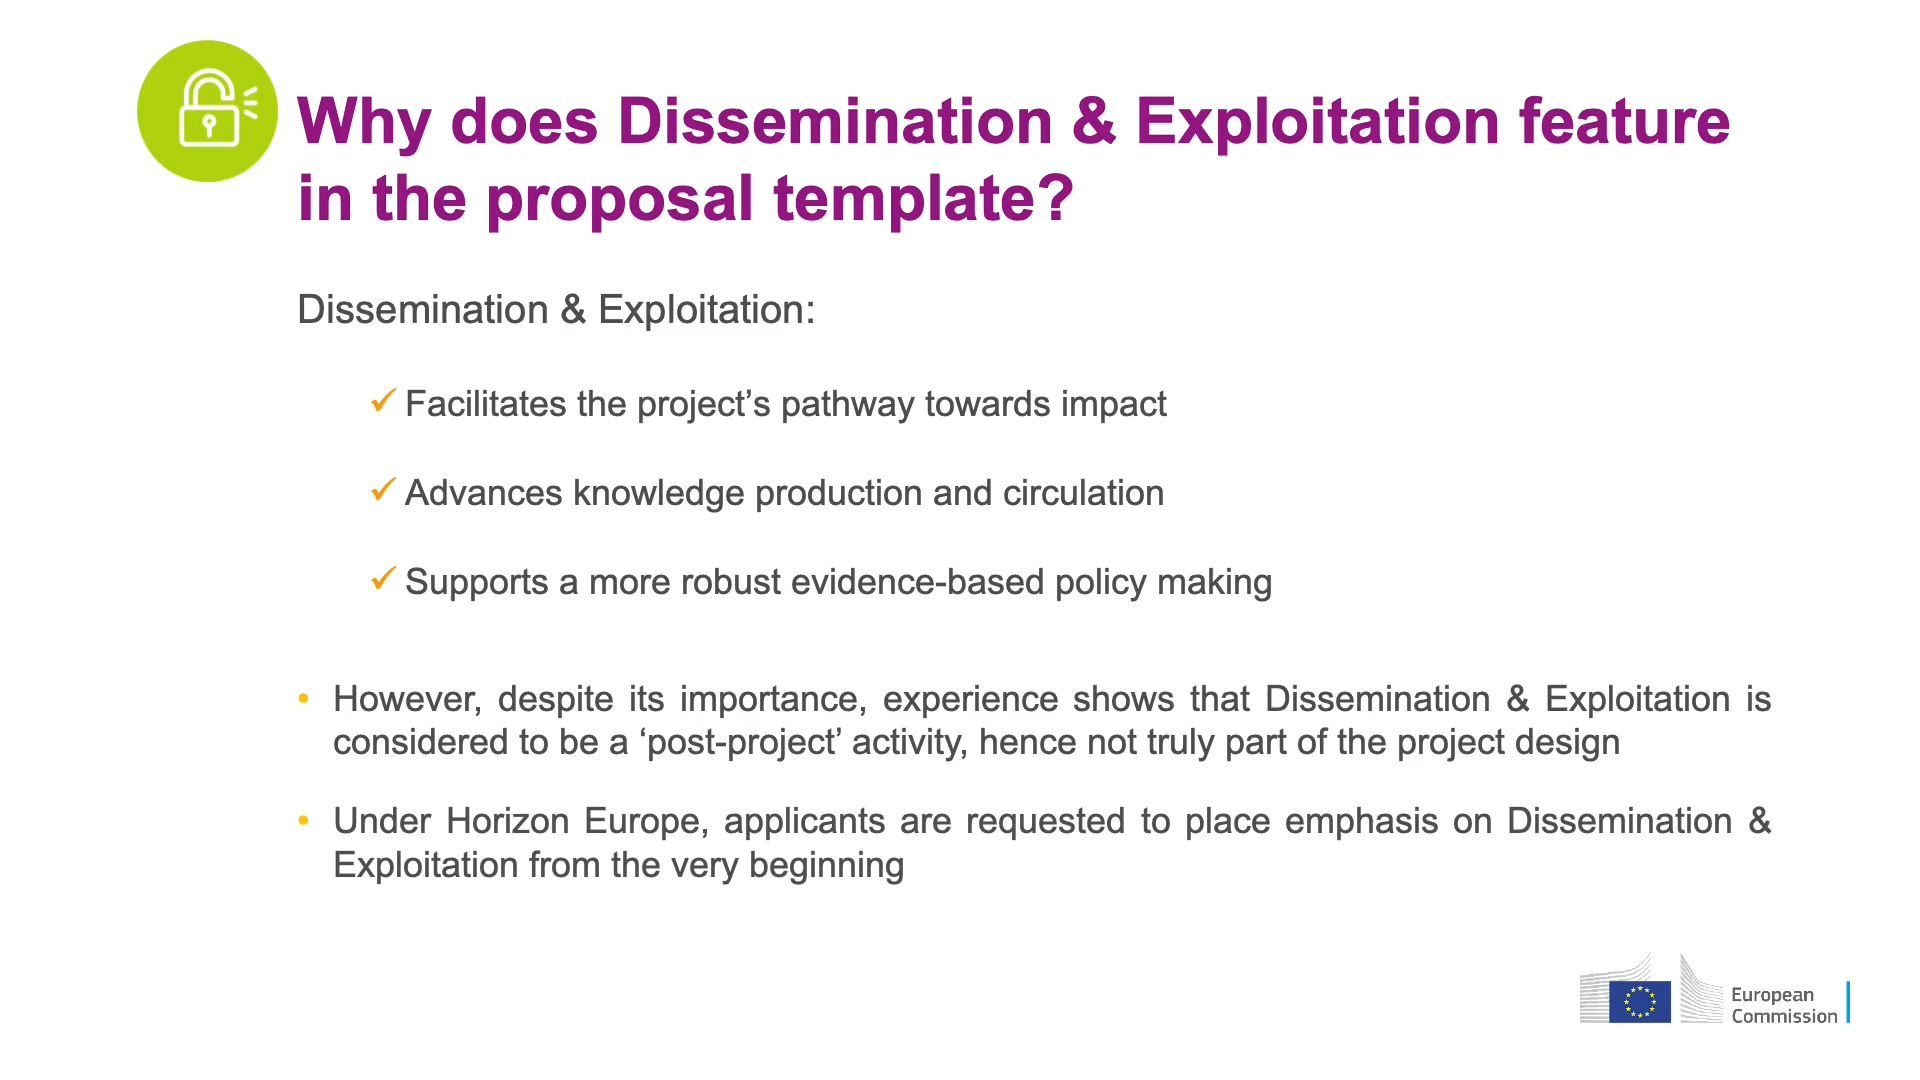 Why does Dissemination & Exploitation feature
in the proposal template?
Dissemination & Exploitation:
✓ Facilitates the project’s pathway towards impact
✓ Advances knowledge production and circulation
✓ Supports a more robust evidence-based policy making
• However, despite its importance, experience shows that Dissemination & Exploitation is
considered to be a ‘post-project’ activity, hence not truly part of the project design
• Under Horizon Europe, applicants are requested to place emphasis on Dissemination &
Exploitation from the very beginning
European
Commission